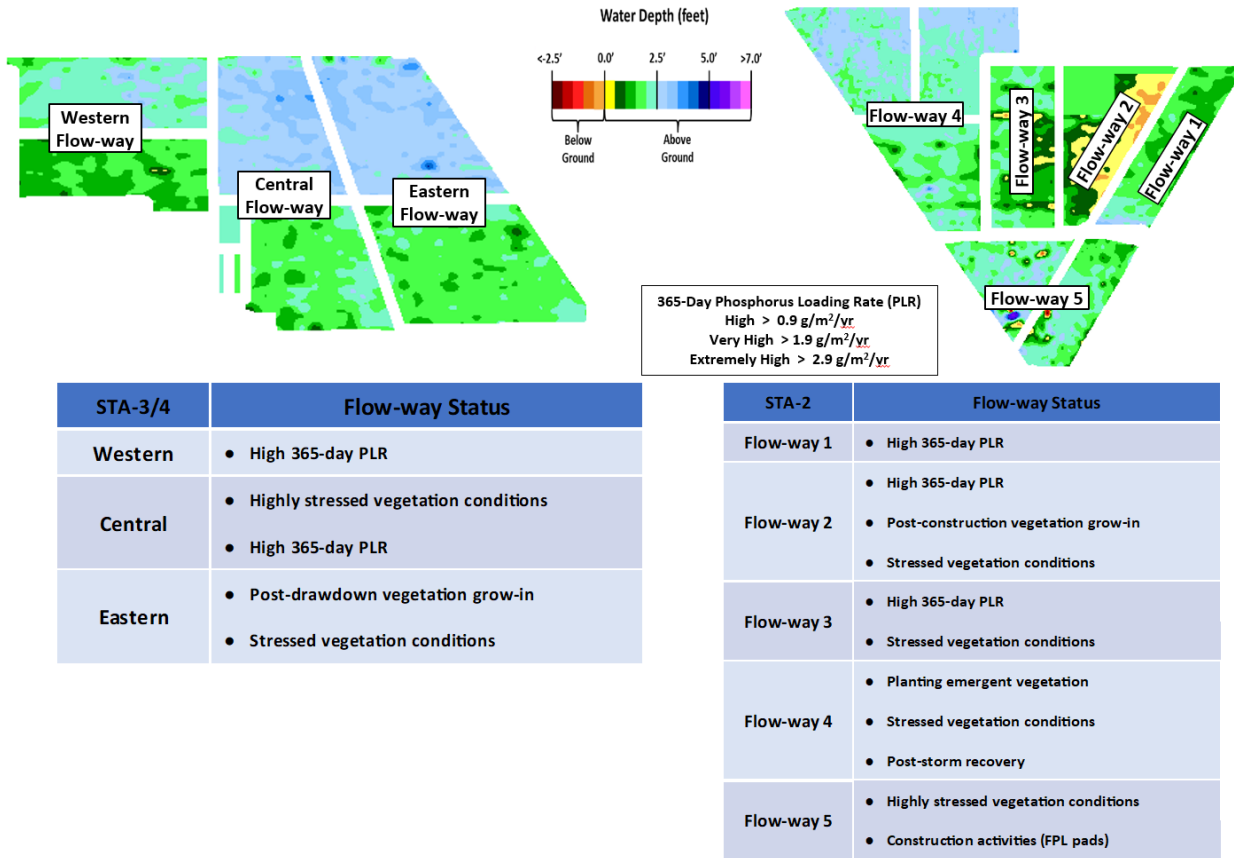 Water Depth (feet)
<-2.5' 0.0' 2.5' 5.0' >7.0'
Below
Ground
Above
Ground
Western
Flow-way
Central
Flow-way
Eastern
Flow-way
Flow-way 4
Flow-way 3
Flow-way 2
Flow-way 1
Flow-way 5
365-Day Phosphorus Loading Rate (PLR)
High > 0.9 g/m²/yr
Very High > 1.9 g/m²/yr
Extremely High > 2.9 g/m²/yr
STA-3/4 Flow-way Status
Western
● High 365-day PLR
Central
● Highly stressed vegetation conditions
● High 365-day PLR
Eastern
● Post-drawdown vegetation grow-in
● Stressed vegetation conditions
STA-2 Flow-way Status
Flow-way 1
● High 365-day PLR
Flow-way 2
● High 365-day PLR
● Post-construction vegetation grow-in
● Stressed vegetation conditions
Flow-way 3
● High 365-day PLR
● Stressed vegetation conditions
Flow-way 4
● Planting emergent vegetation
● Stressed vegetation conditions
● Post-storm recovery
Flow-way 5
● Highly stressed vegetation conditions
● Construction activities (FPL pads)